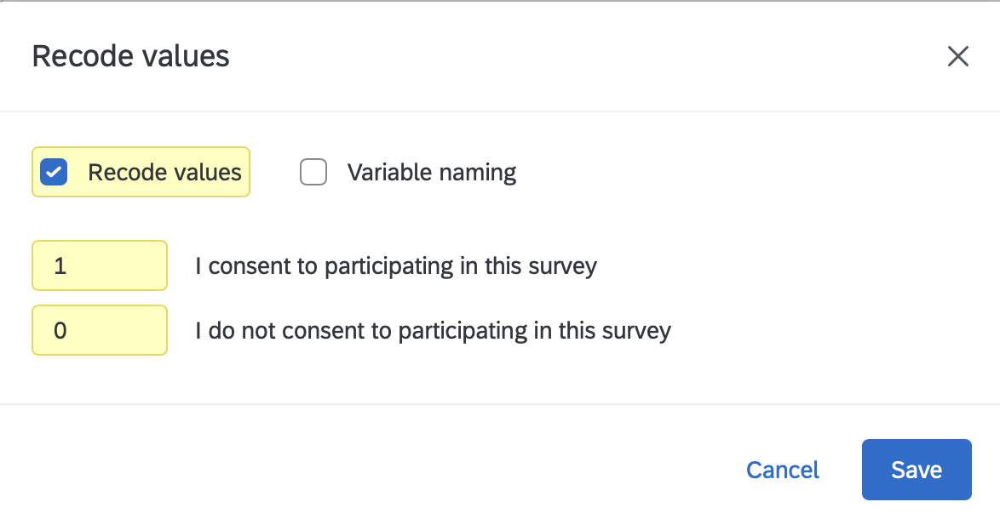 Recode values
Recode values Variable naming
1 I consent to participating in this survey
0 I do not consent to participating in this survey
Cancel Save